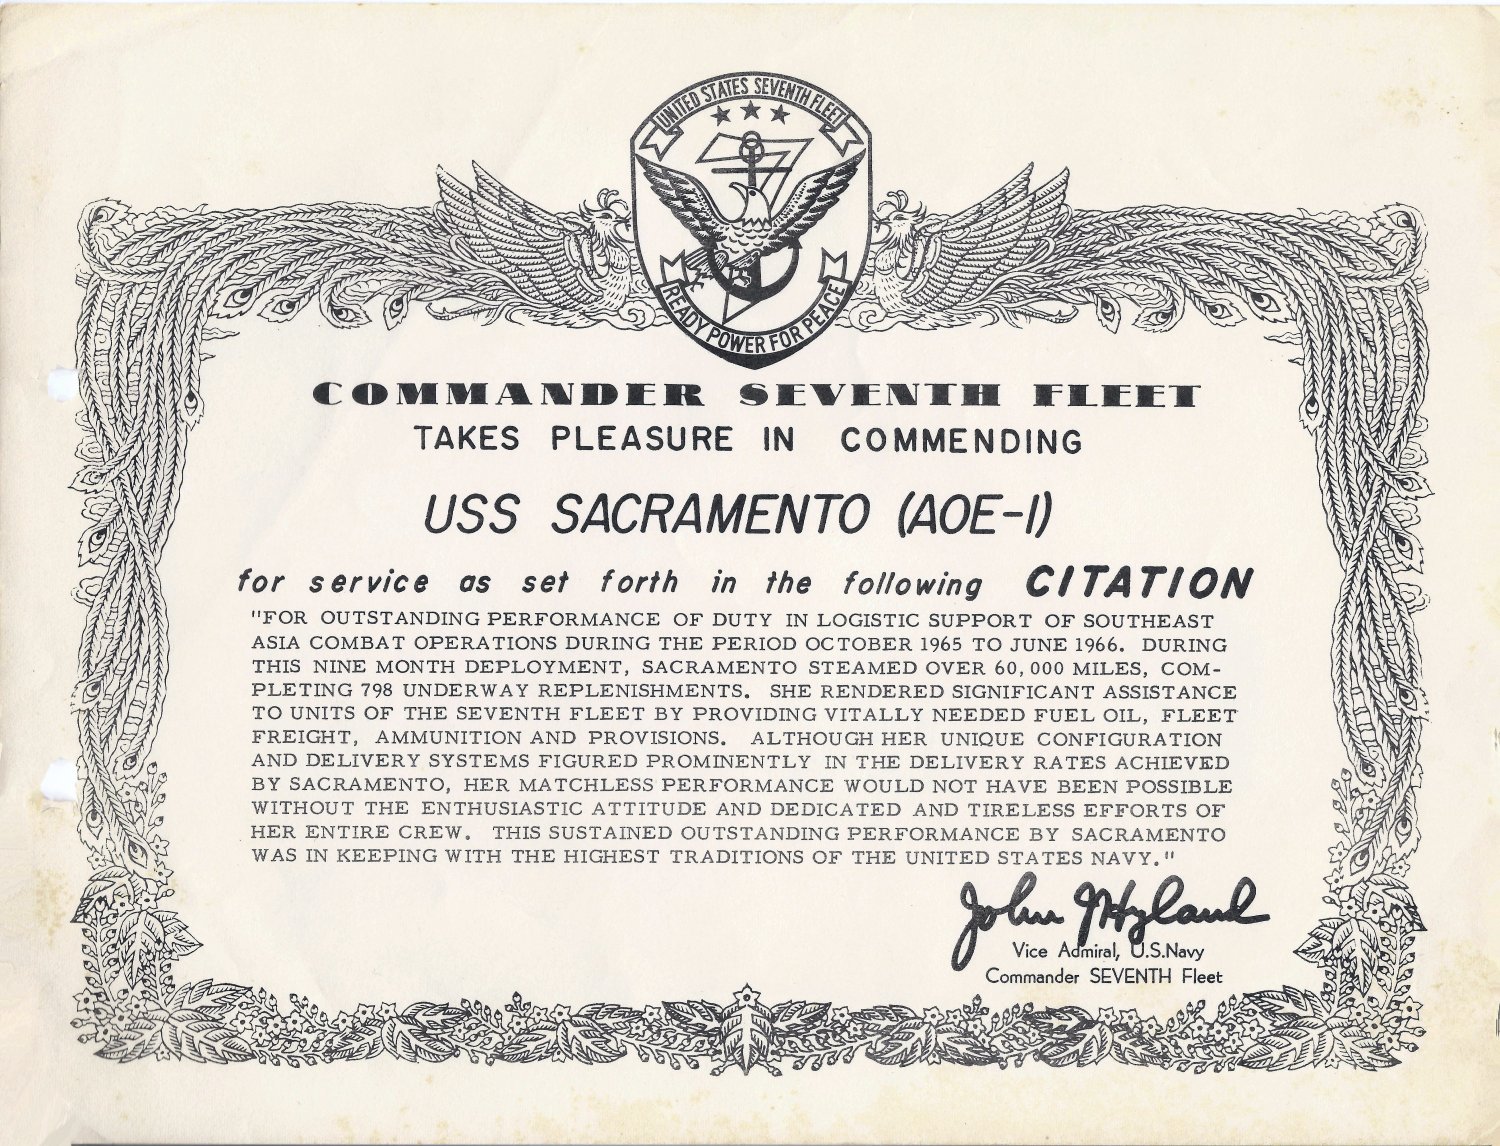 UNITED STATES SEVENTH FLEET
READY POWER FOR PEACE
COMMANDER SEVENTH FLEET
TAKES PLEASURE IN COMMENDING
USS SACRAMENTO (AOE-1)
for service as set forth in the following CITATION
"FOR OUTSTANDING PERFORMANCE OF DUTY IN LOGISTIC SUPPORT OF SOUTHEAST
ASIA COMBAT OPERATIONS DURING THE PERIOD OCTOBER 1965 TO JUNE 1966. DURING
THIS NINE MONTH DEPLOYMENT, SACRAMENTO STEAMED OVER 60,000 MILES, COM-
PLETING 798 UNDERWAY REPLENISHMENTS. SHE RENDERED SIGNIFICANT ASSISTANCE
TO UNITS OF THE SEVENTH FLEET BY PROVIDING VITALLY NEEDED FUEL OIL, FLEET
FREIGHT, AMMUNITION AND PROVISIONS. ALTHOUGH HER UNIQUE CONFIGURATION
AND DELIVERY SYSTEMS FIGURED PROMINENTLY IN THE DELIVERY RATES ACHIEVED
BY SACRAMENTO, HER MATCHLESS PERFORMANCE WOULD NOT HAVE BEEN POSSIBLE
WITHOUT THE ENTHUSIASTIC ATTITUDE AND DEDICATED AND TIRELESS EFFORTS OF
HER ENTIRE CREW. THIS SUSTAINED OUTSTANDING PERFORMANCE BY SACRAMENTO
WAS IN KEEPING WITH THE HIGHEST TRADITIONS OF THE UNITED STATES NAVY."
John J Hyland
Vice Admiral, U.S.Navy
Commander SEVENTH Fleet